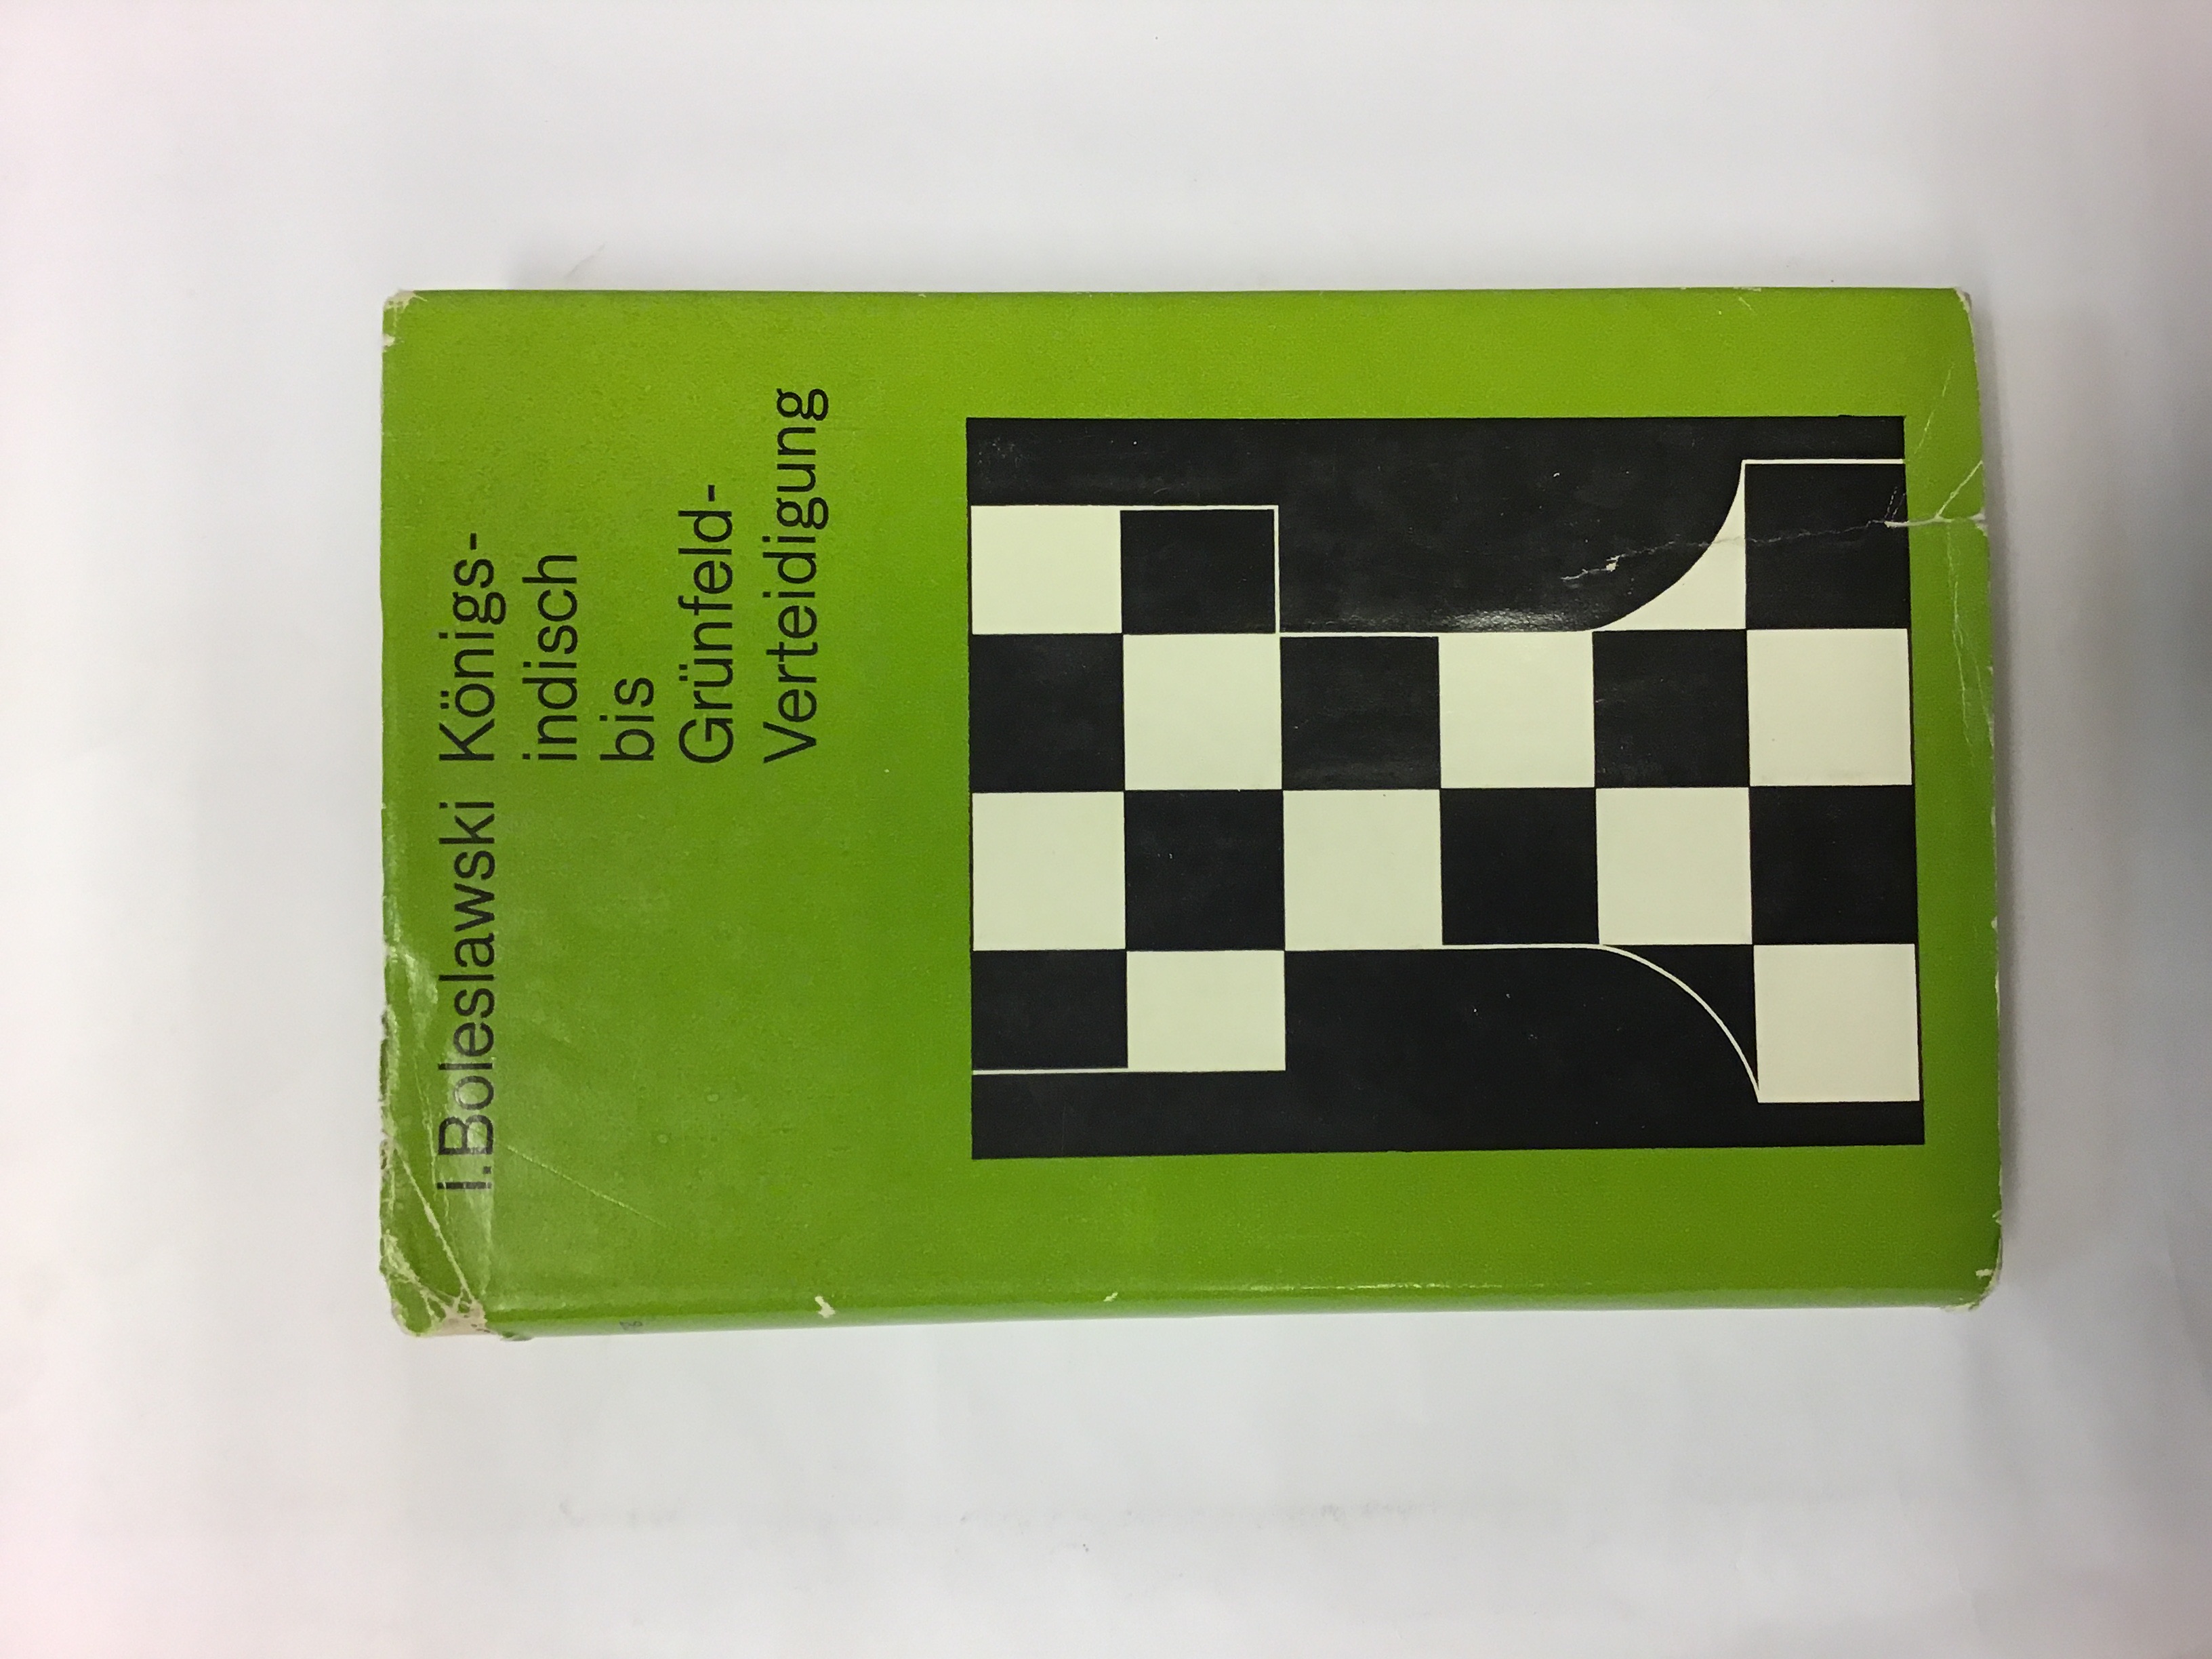 I. Boleslawski Königs-
indisch
bis
Grünfeld-
Verteidigung